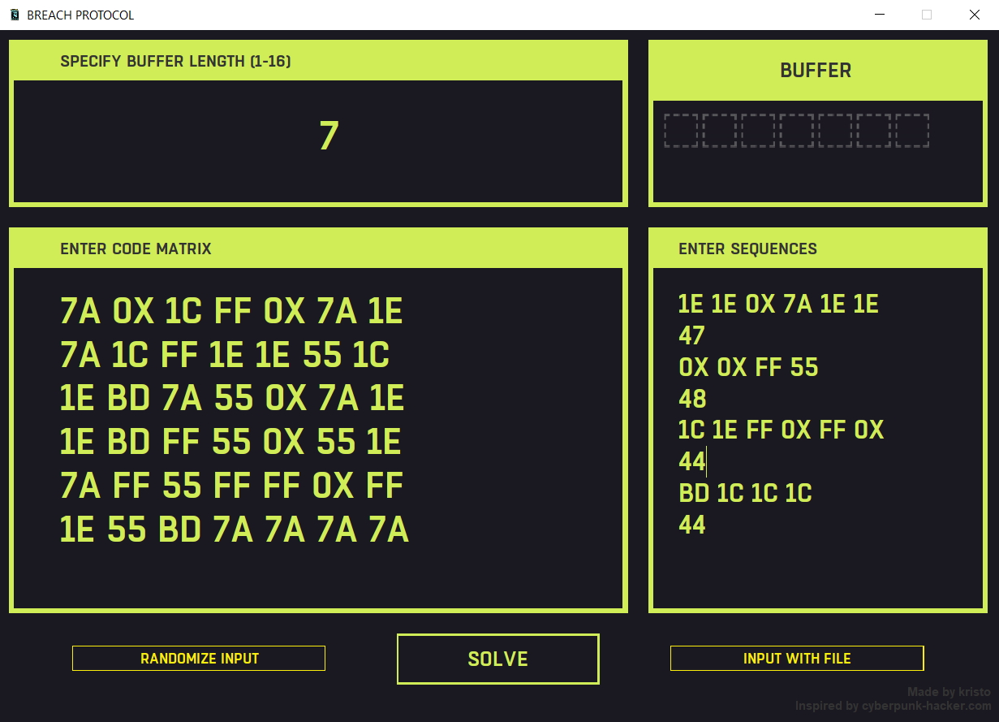 BREACH PROTOCOL
SPECIFY BUFFER LENGTH (1-16)
7
BUFFER
ENTER CODE MATRIX
7A 0X 1C FF 0X 7A 1E
7A 1C FF 1E 1E 55 1C
1E BD 7A 55 0X 7A 1E
1E BD FF 55 0X 55 1E
7A FF 55 FF FF 0X FF
1E 55 BD 7A 7A 7A 7A
ENTER SEQUENCES
1E 1E 0X 7A 1E 1E
47
0X 0X FF 55
48
1C 1E FF 0X FF 0X
44
BD 1C 1C 1C
44
RANDOMIZE INPUT
SOLVE
INPUT WITH FILE
Made by kristo
Inspired by cyberpunk-hacker.com